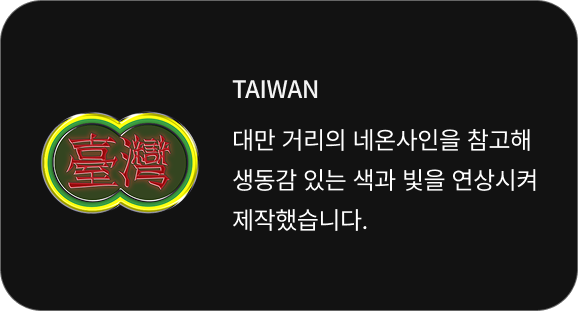 臺灣
TAIWAN
대만 거리의 네온사인을 참고해
생동감 있는 색과 빛을 연상시켜
제작했습니다.